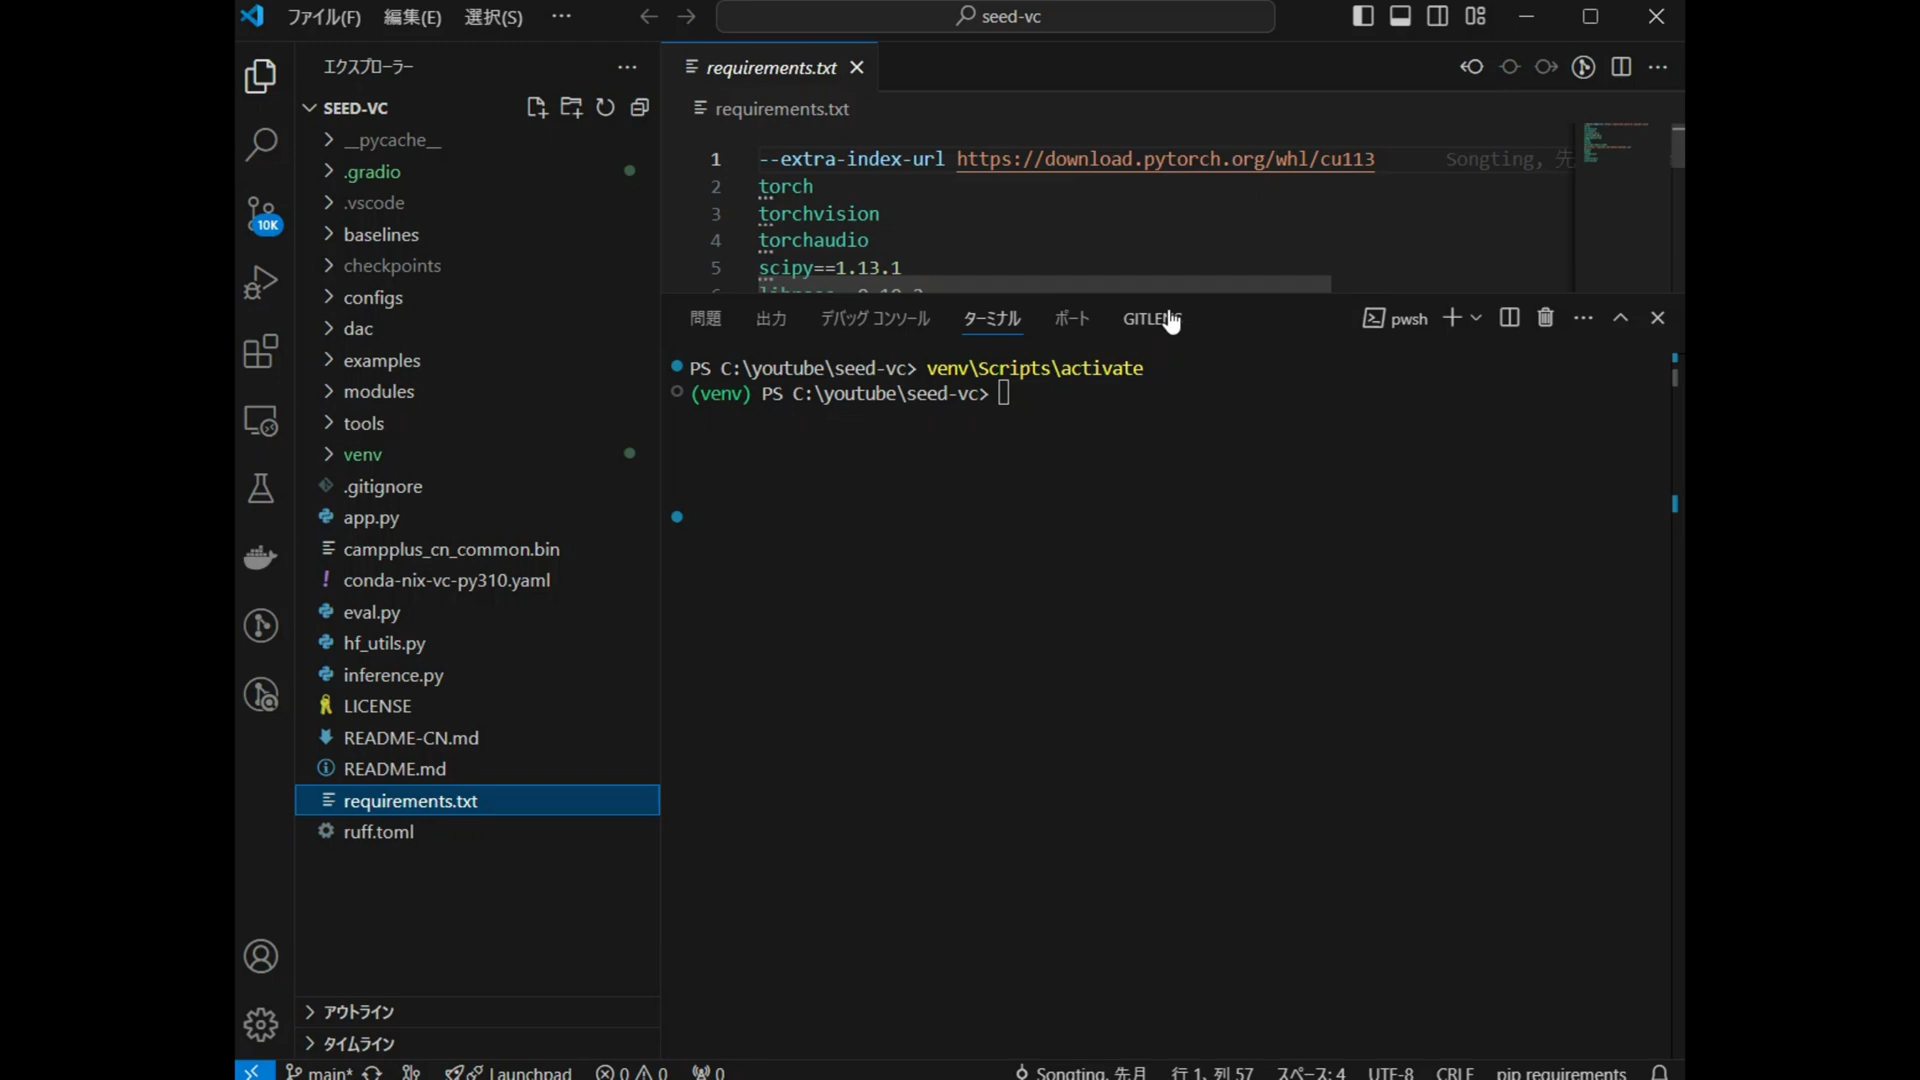 ファイル(F) 編集(E) 選択(S) ··· seed-vc
エクスプローラー ···
SEED-VC
__pycache__
.gradio
.vscode
baselines
checkpoints
configs
dac
examples
modules
tools
venv
.gitignore
app.py
campplus_cn_common.bin
conda-nix-vc-py310.yaml
eval.py
hf_utils.py
inference.py
LICENSE
README-CN.md
README.md
requirements.txt
ruff.toml
アウトライン
タイムライン
10K
requirements.txt
requirements.txt
1 --extra-index-url https://download.pytorch.org/whl/cu113 Songting, 先
2 torch
3 torchvision
4 torchaudio
5 scipy==1.13.1
問題 出力 デバッグ コンソール ターミナル ポート pwsh
PS C:\youtube\seed-vc> venv\Scripts\activate
(venv) PS C:\youtube\seed-vc>
main* Launchpad 0 0 0 Songting, 先月 行 1、列 57 スペース: 4 UTF-8 CRLF pip requirements